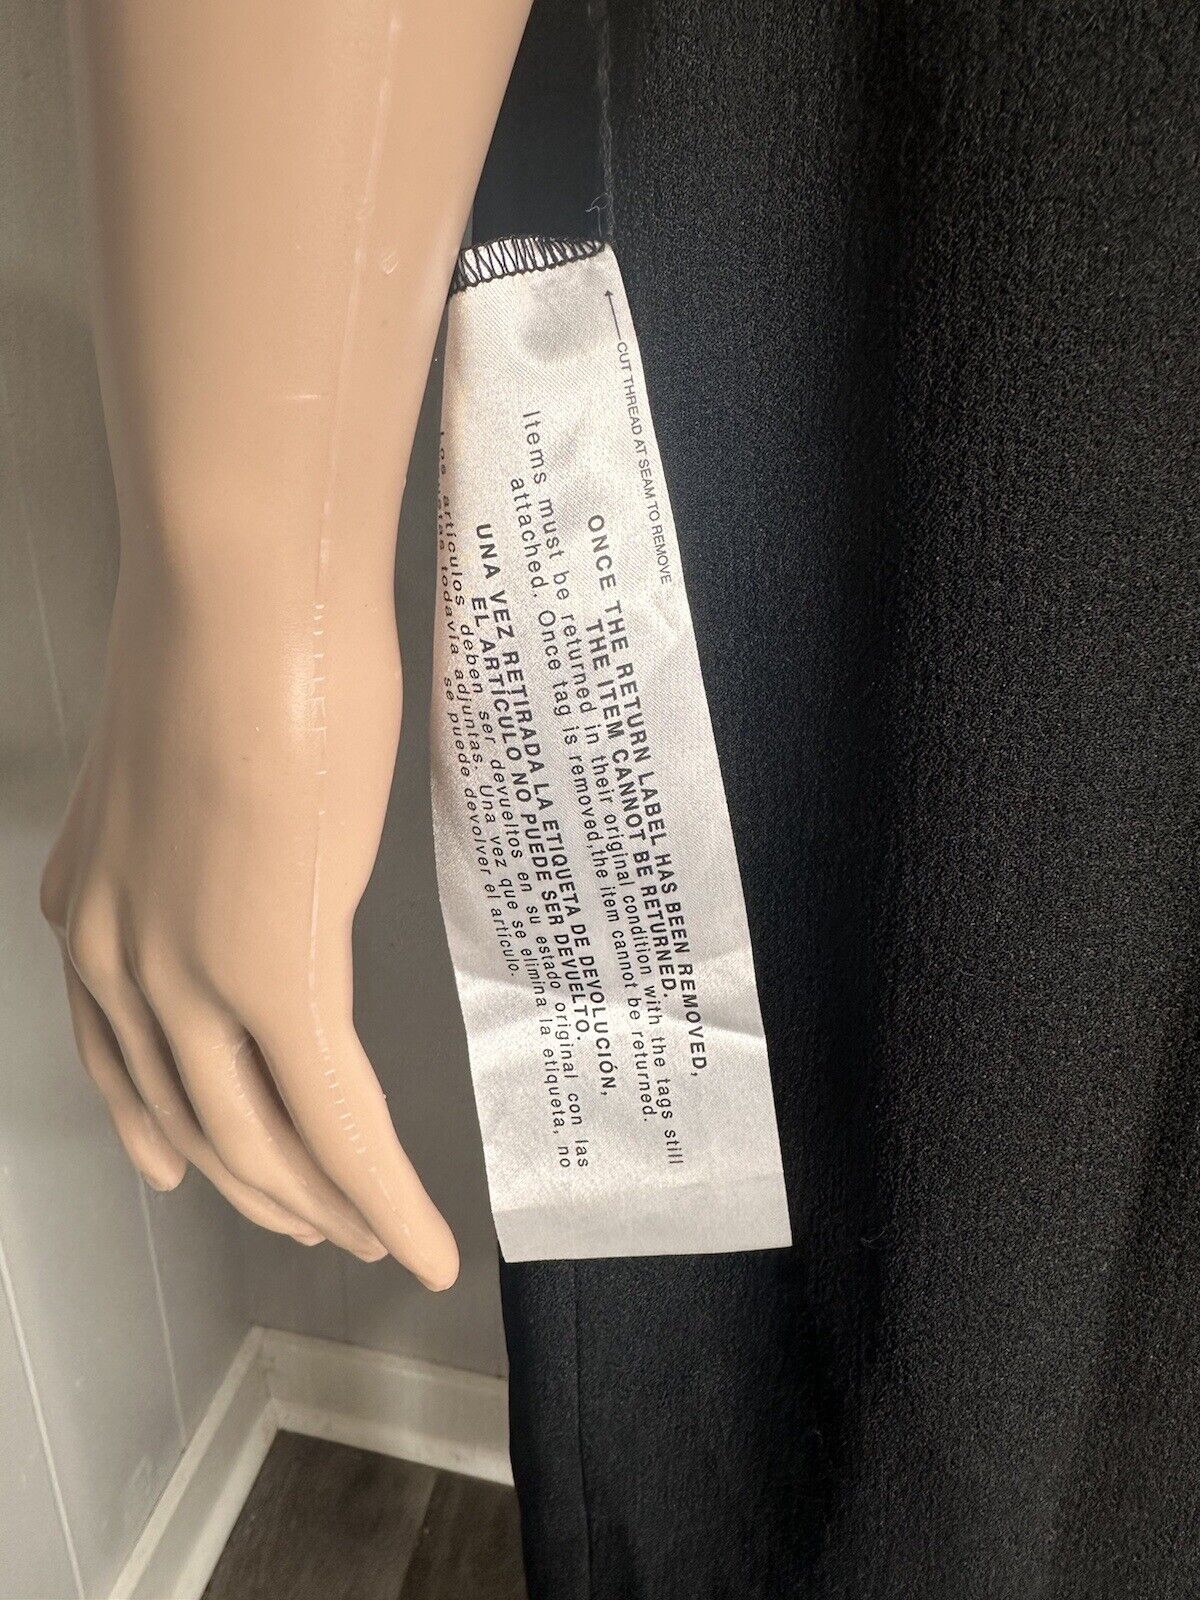 CUT THREAD AT SEAM TO REMOVE
ONCE THE RETURN LABEL HAS BEEN REMOVED,
THE ITEM CANNOT BE RETURNED.
Items must be returned in their original condition with the tags still
attached. Once tag is removed,the item cannot be returned.
UNA VEZ RETIRADA LA ETIQUETA DE DEVOLUCIÓN,
EL ARTÍCULO NO PUEDE SER DEVUELTO.
Los artículos deben ser devueltos en su estado original con las
todavía adjuntas. Una vez que se elimina la etiqueta, no
se puede devolver el artículo.